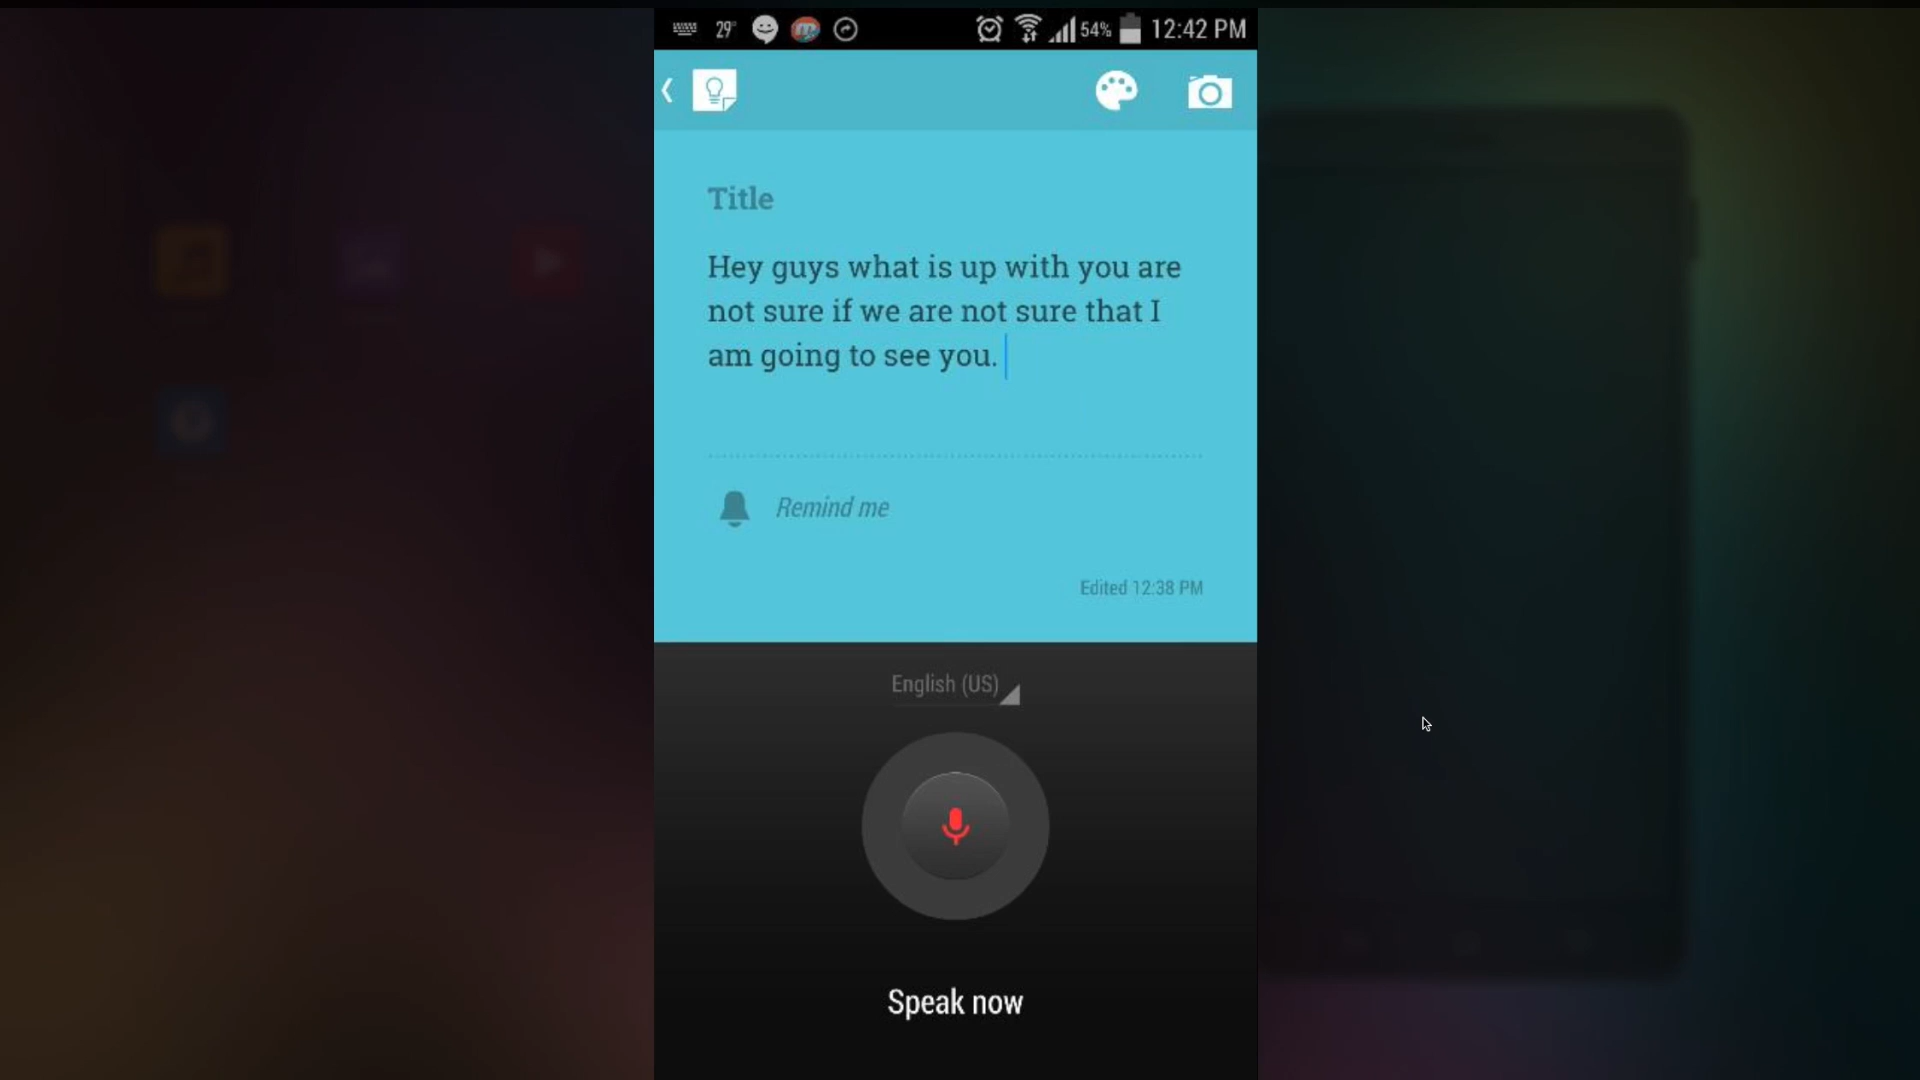 29° 54% 12:42 PM
Title
Hey guys what is up with you are
not sure if we are not sure that I
am going to see you.
Remind me
Edited 12:38 PM
English (US)
Speak now